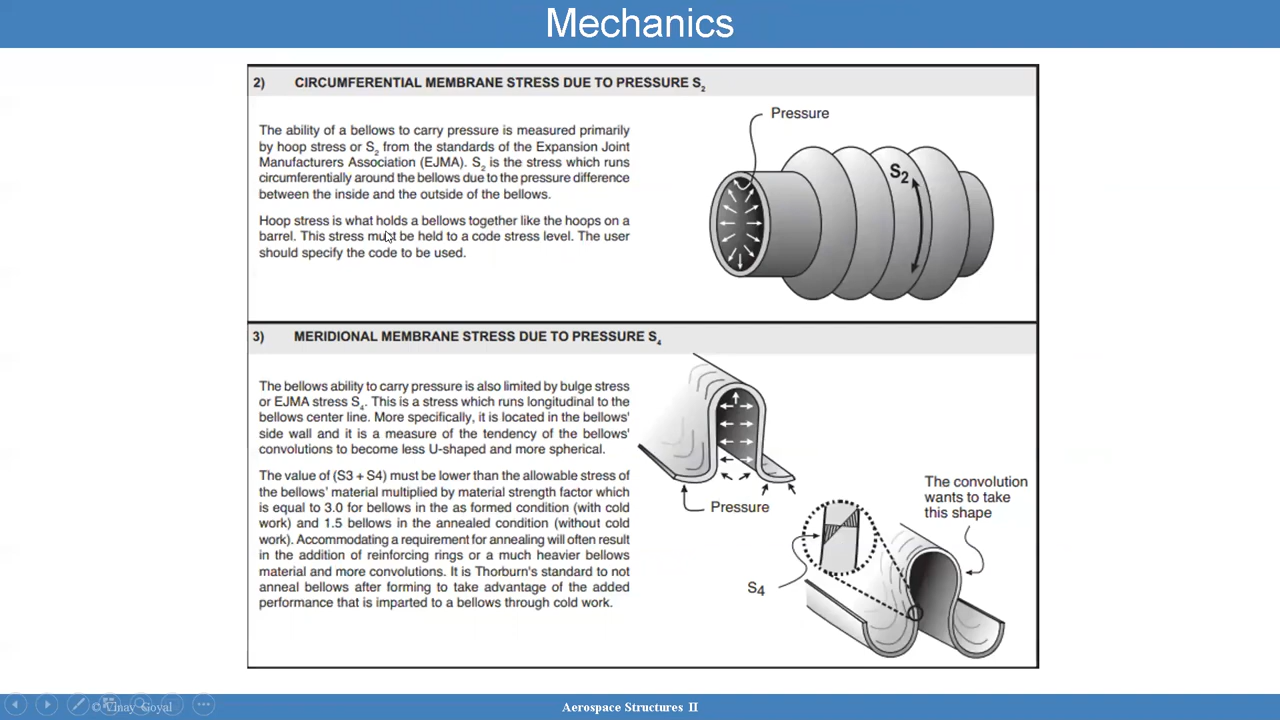 Mechanics
2) CIRCUMFERENTIAL MEMBRANE STRESS DUE TO PRESSURE S2
The ability of a bellows to carry pressure is measured primarily
by hoop stress or S2 from the standards of the Expansion Joint
Manufacturers Association (EJMA). S2 is the stress which runs
circumferentially around the bellows due to the pressure difference
between the inside and the outside of the bellows.
Hoop stress is what holds a bellows together like the hoops on a
barrel. This stress must be held to a code stress level. The user
should specify the code to be used.
Pressure
S2
3) MERIDIONAL MEMBRANE STRESS DUE TO PRESSURE S4
The bellows ability to carry pressure is also limited by bulge stress
or EJMA stress S4. This is a stress which runs longitudinal to the
bellows center line. More specifically, it is located in the bellows'
side wall and it is a measure of the tendency of the bellows'
convolutions to become less U-shaped and more spherical.
The value of (S3 + S4) must be lower than the allowable stress of
the bellows' material multiplied by material strength factor which
is equal to 3.0 for bellows in the as formed condition (with cold
work) and 1.5 bellows in the annealed condition (without cold
work). Accommodating a requirement for annealing will often result
in the addition of reinforcing rings or a much heavier bellows
material and more convolutions. It is Thorburn's standard to not
anneal bellows after forming to take advantage of the added
performance that is imparted to a bellows through cold work.
Pressure
The convolution
wants to take
this shape
S4
© Vinay Goyal
Aerospace Structures II